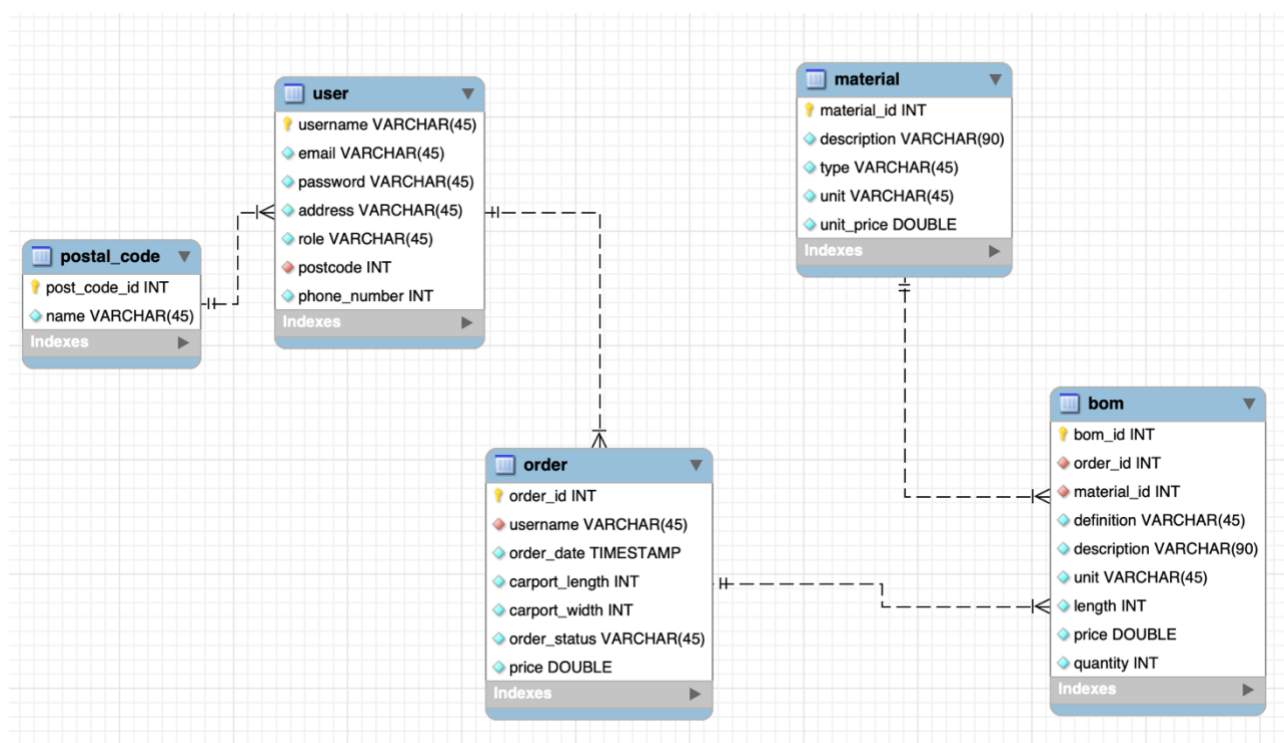 user
username VARCHAR(45)
email VARCHAR(45)
password VARCHAR(45)
address VARCHAR(45)
role VARCHAR(45)
postcode INT
phone_number INT
Indexes
material
material_id INT
description VARCHAR(90)
type VARCHAR(45)
unit VARCHAR(45)
unit_price DOUBLE
Indexes
postal_code
post_code_id INT
name VARCHAR(45)
Indexes
order
order_id INT
username VARCHAR(45)
order_date TIMESTAMP
carport_length INT
carport_width INT
order_status VARCHAR(45)
price DOUBLE
Indexes
bom
bom_id INT
order_id INT
material_id INT
definition VARCHAR(45)
description VARCHAR(90)
unit VARCHAR(45)
length INT
price DOUBLE
quantity INT
Indexes